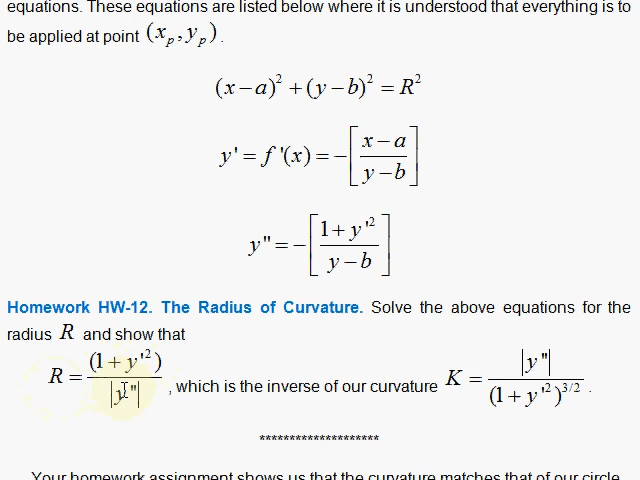 equations. These equations are listed below where it is understood that everything is to
be applied at point (x_p, y_p).
(x − a)² + (y − b)² = R²
y' = f '(x) = −[(x − a)/(y − b)]
y" = −[(1 + y'²)/(y − b)]
Homework HW-12. The Radius of Curvature. Solve the above equations for the
radius R and show that
R = (1 + y'²)/|y"| , which is the inverse of our curvature K = |y"|/(1 + y'²)^{3/2} .
********************
Your homework assignment shows us that the curvature matches that of our circle